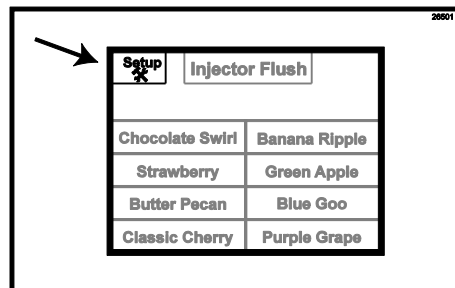 26501
Setup
Injector Flush
Chocolate Swirl
Banana Ripple
Strawberry
Green Apple
Butter Pecan
Blue Goo
Classic Cherry
Purple Grape